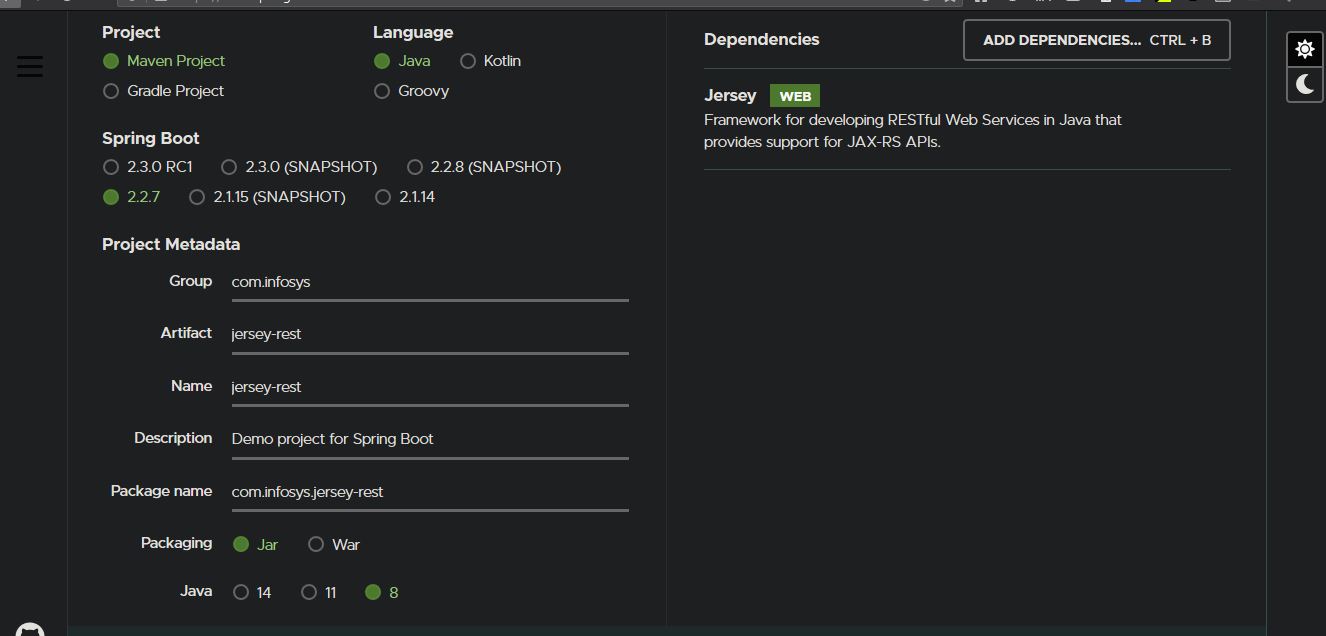 Project
Maven Project
Gradle Project
Language
Java Kotlin
Groovy
Spring Boot
2.3.0 RC1 2.3.0 (SNAPSHOT) 2.2.8 (SNAPSHOT)
2.2.7 2.1.15 (SNAPSHOT) 2.1.14
Project Metadata
Group com.infosys
Artifact jersey-rest
Name jersey-rest
Description Demo project for Spring Boot
Package name com.infosys.jersey-rest
Packaging Jar War
Java 14 11 8
Dependencies
ADD DEPENDENCIES... CTRL + B
Jersey WEB
Framework for developing RESTful Web Services in Java that
provides support for JAX-RS APIs.